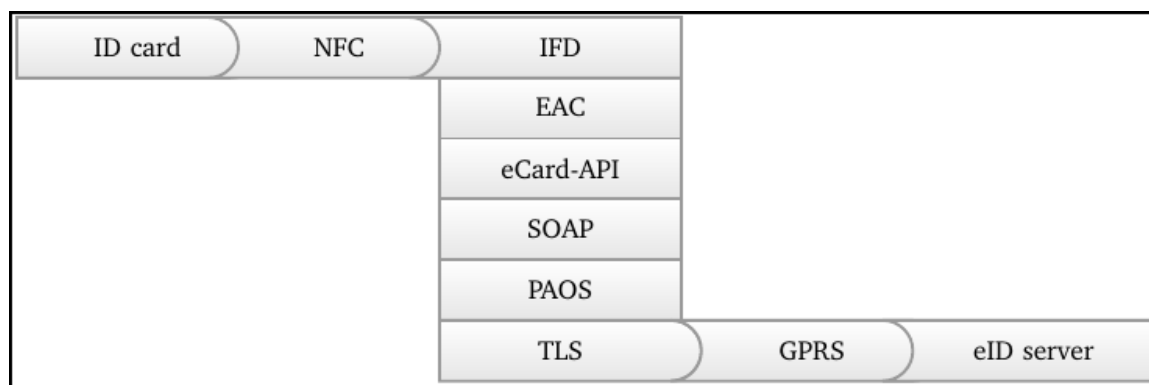 ID card NFC IFD
EAC
eCard-API
SOAP
PAOS
TLS GPRS eID server